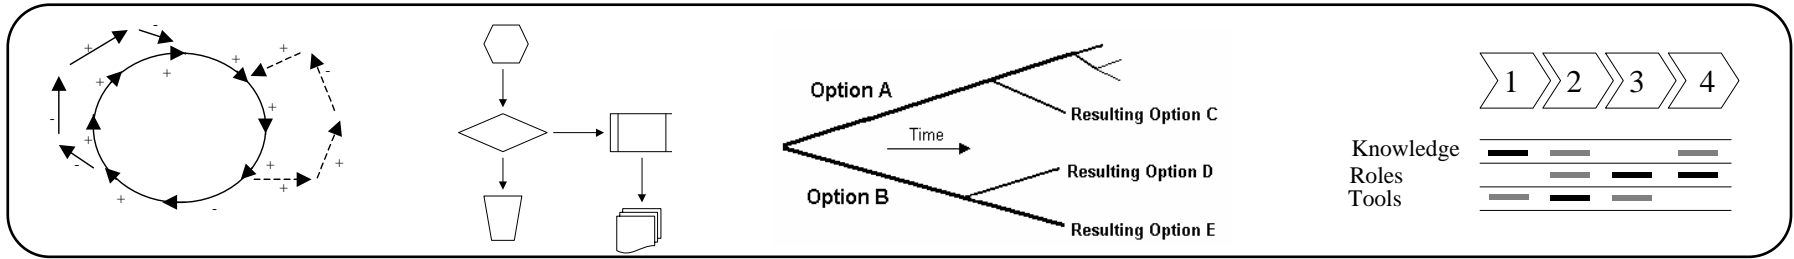 + - + + + + + + - - + + + + - + + -
Option A
Time
Option B
Resulting Option C
Resulting Option D
Resulting Option E
1 2 3 4
Knowledge
Roles
Tools